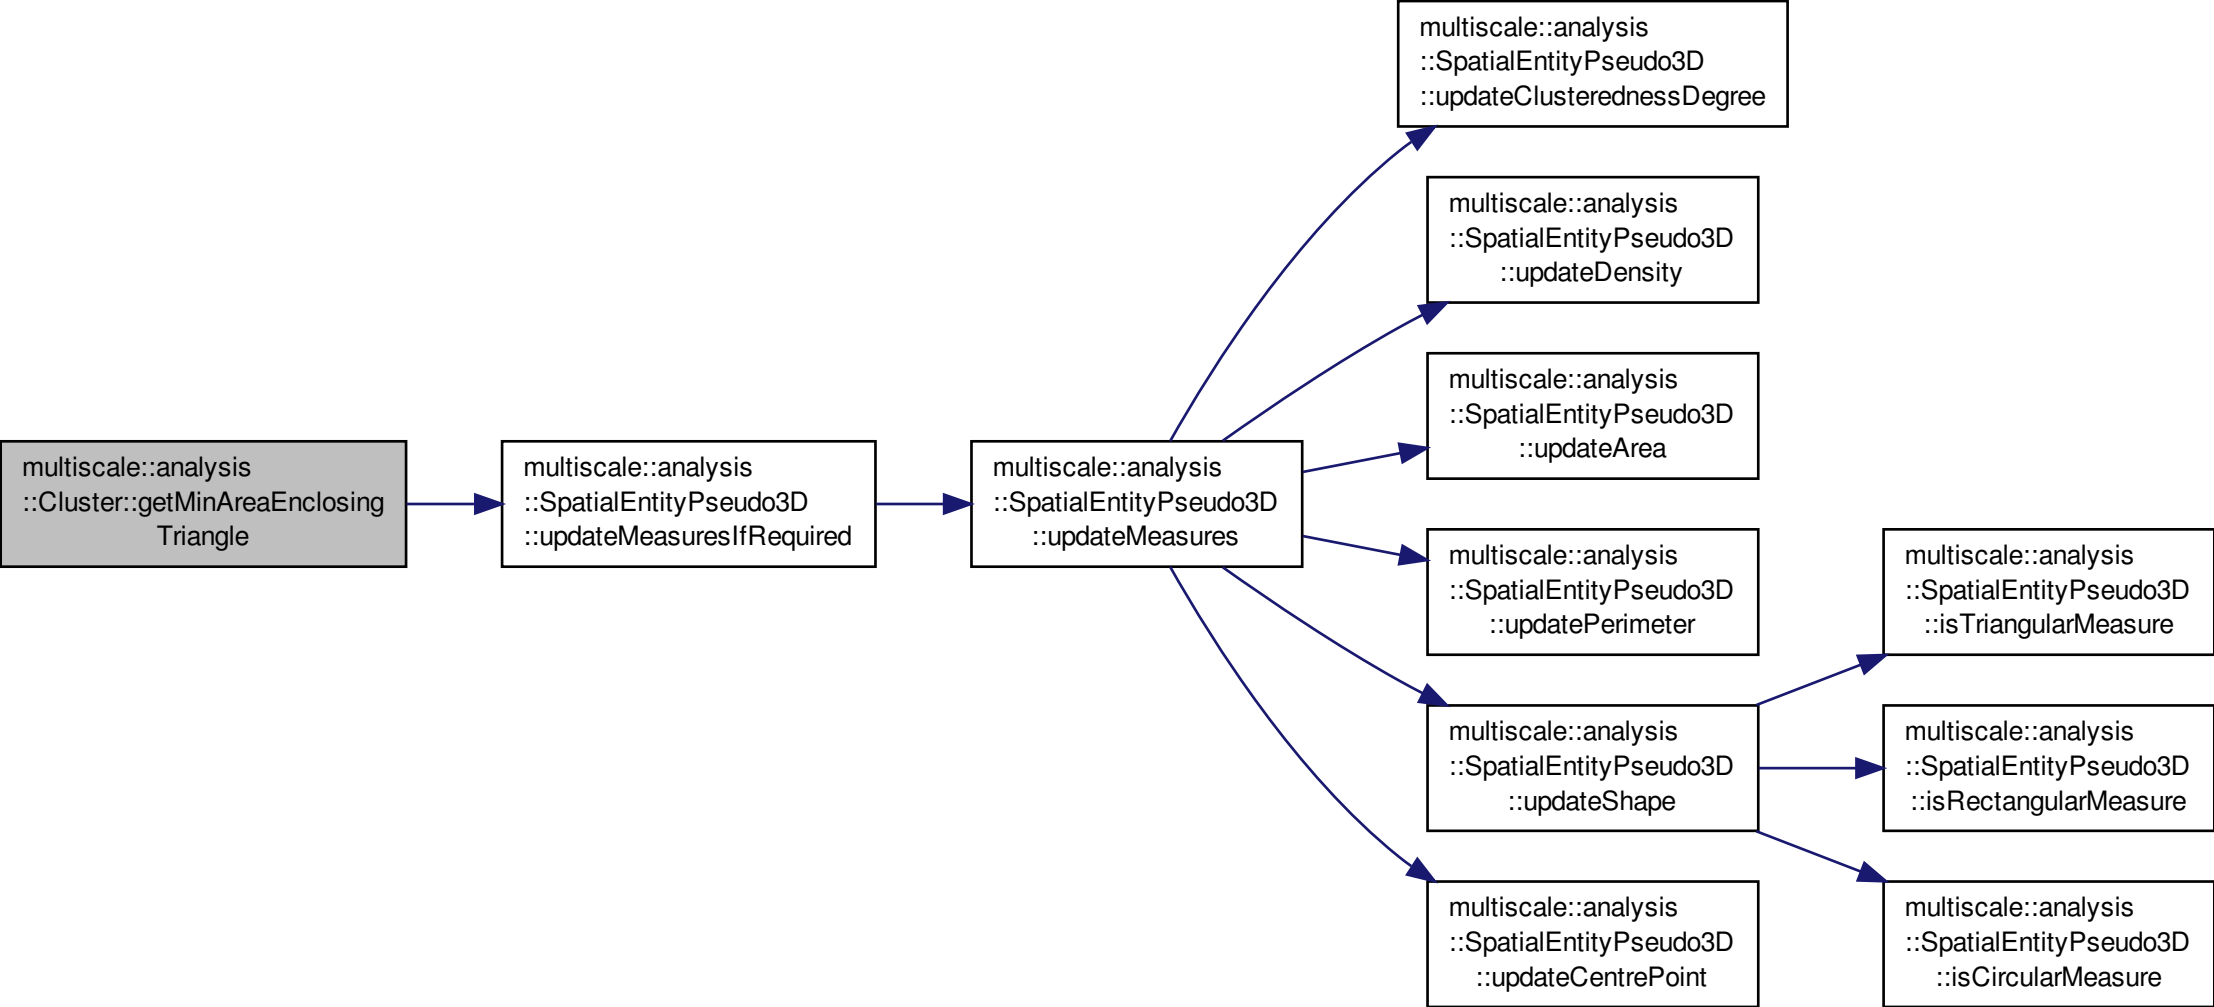 multiscale::analysis
::Cluster::getMinAreaEnclosing
Triangle
multiscale::analysis
::SpatialEntityPseudo3D
::updateMeasuresIfRequired
multiscale::analysis
::SpatialEntityPseudo3D
::updateMeasures
multiscale::analysis
::SpatialEntityPseudo3D
::updateClusterednessDegree
multiscale::analysis
::SpatialEntityPseudo3D
::updateDensity
multiscale::analysis
::SpatialEntityPseudo3D
::updateArea
multiscale::analysis
::SpatialEntityPseudo3D
::updatePerimeter
multiscale::analysis
::SpatialEntityPseudo3D
::updateShape
multiscale::analysis
::SpatialEntityPseudo3D
::updateCentrePoint
multiscale::analysis
::SpatialEntityPseudo3D
::isTriangularMeasure
multiscale::analysis
::SpatialEntityPseudo3D
::isRectangularMeasure
multiscale::analysis
::SpatialEntityPseudo3D
::isCircularMeasure